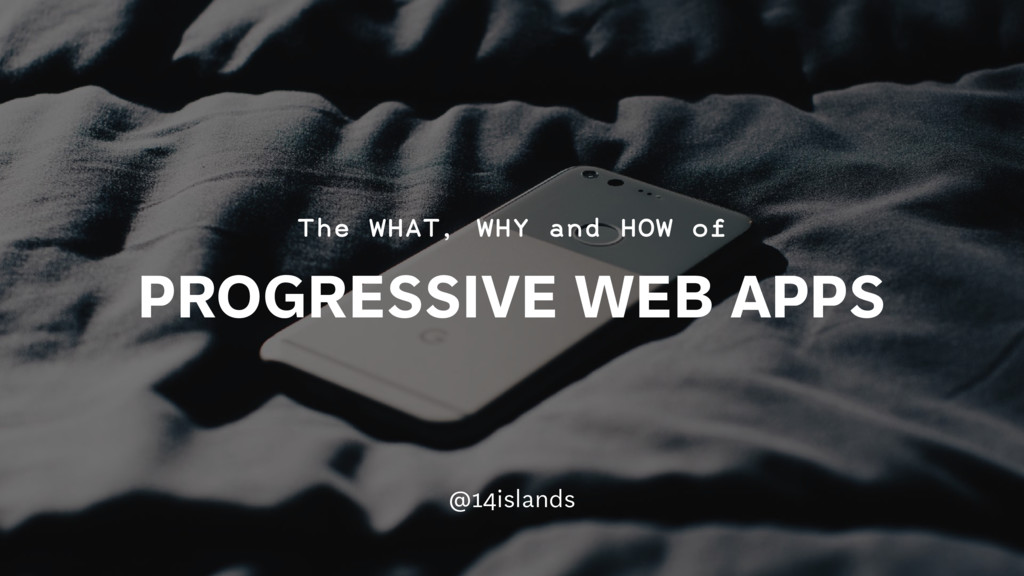 The WHAT, WHY and HOW of
PROGRESSIVE WEB APPS
@14islands